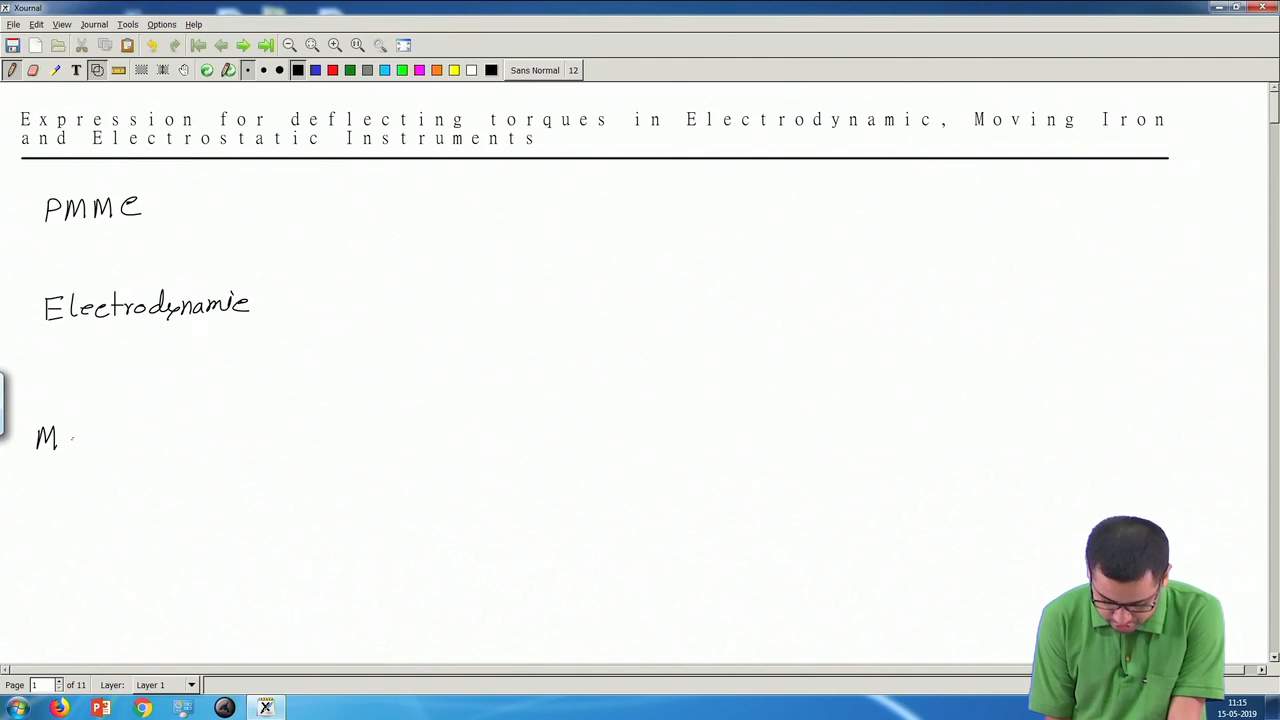 Xournal
File Edit View Journal Tools Options Help
Sans Normal 12
Expression for deflecting torques in Electrodynamic, Moving Iron
and Electrostatic Instruments
PMMC
Electrodynamic
M
Page 1 of 11 Layer: Layer 1
11:15
15-05-2019